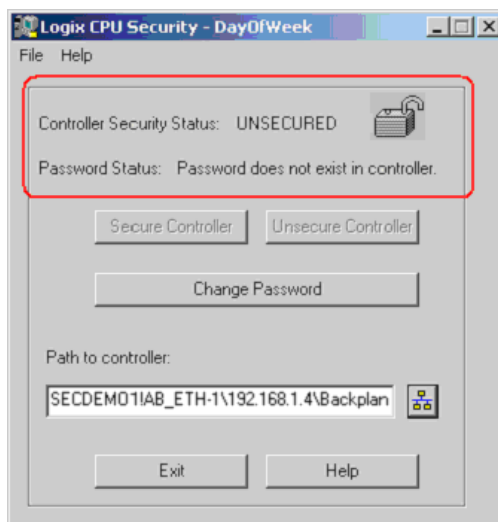 Logix CPU Security - DayOfWeek
File Help
Controller Security Status: UNSECURED
Password Status: Password does not exist in controller.
Secure Controller Unsecure Controller
Change Password
Path to controller:
SECDEMO1!AB_ETH-1\192.168.1.4\Backplan
Exit Help